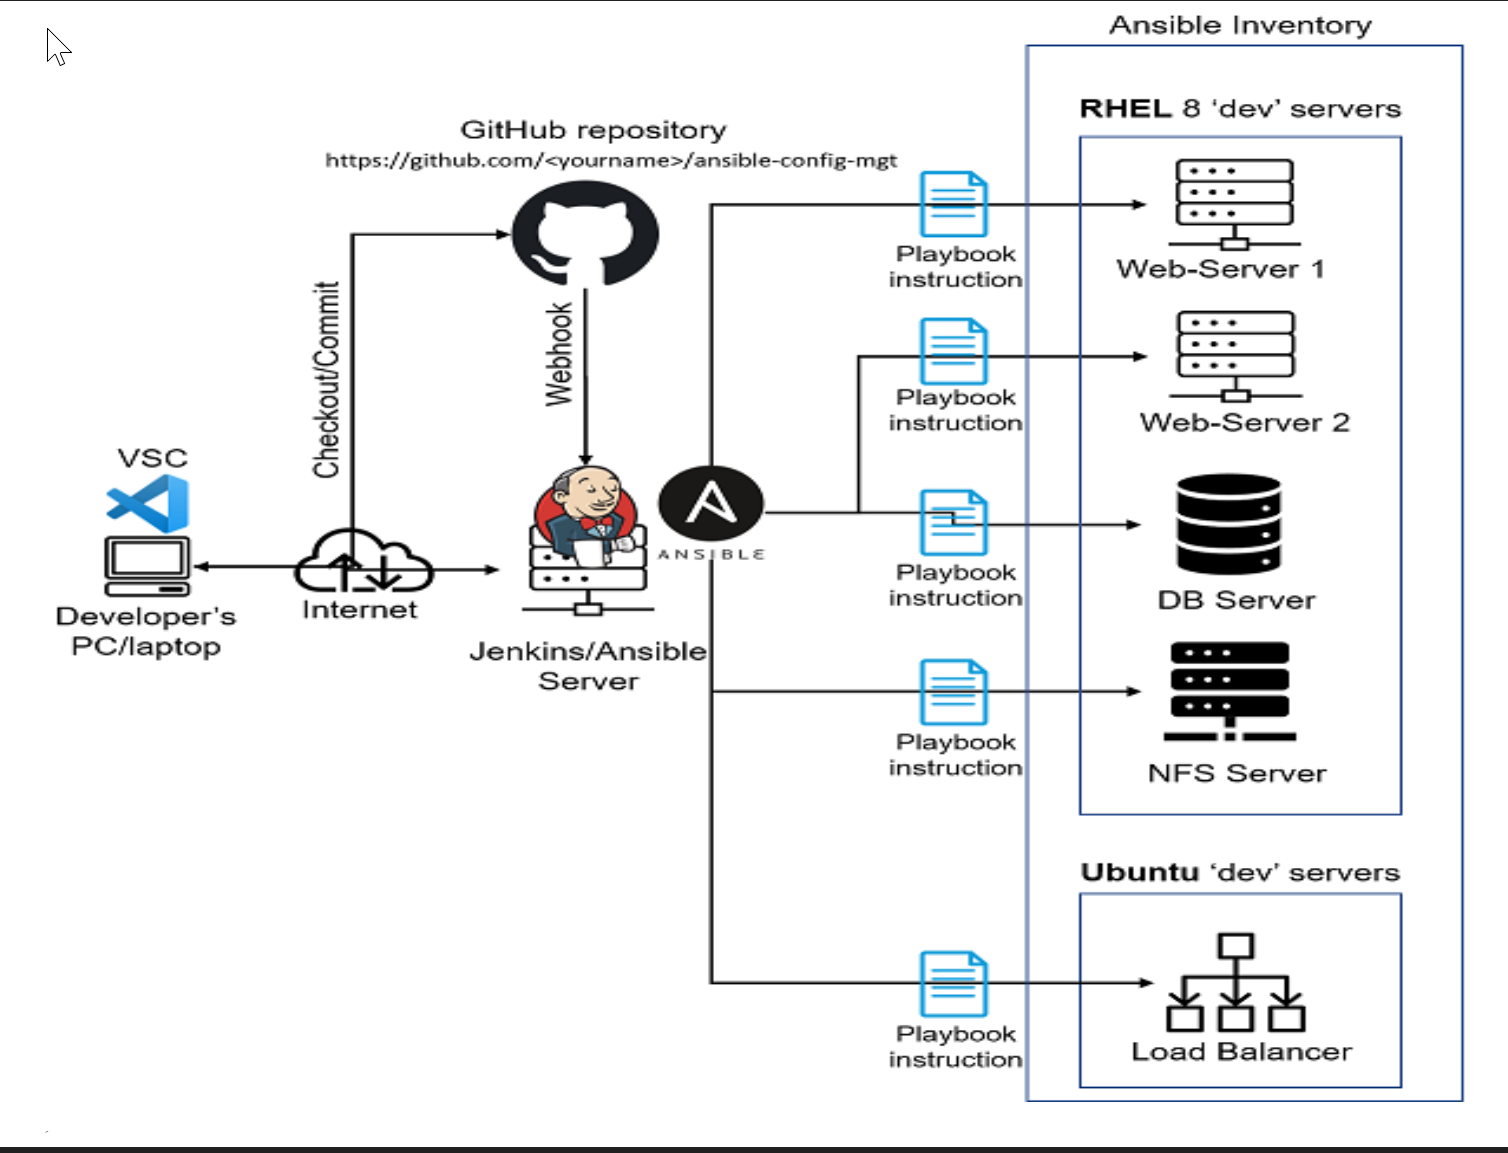 Ansible Inventory
RHEL 8 ‘dev’ servers
GitHub repository
https://github.com/<yourname>/ansible-config-mgt
Playbook
instruction
Web-Server 1
Checkout/Commit
Webhook
Playbook
instruction
Web-Server 2
VSC
ANSIBLE
Playbook
instruction
DB Server
Developer’s
PC/laptop
Internet
Jenkins/Ansible
Server
Playbook
instruction
NFS Server
Ubuntu ‘dev’ servers
Playbook
instruction
Load Balancer